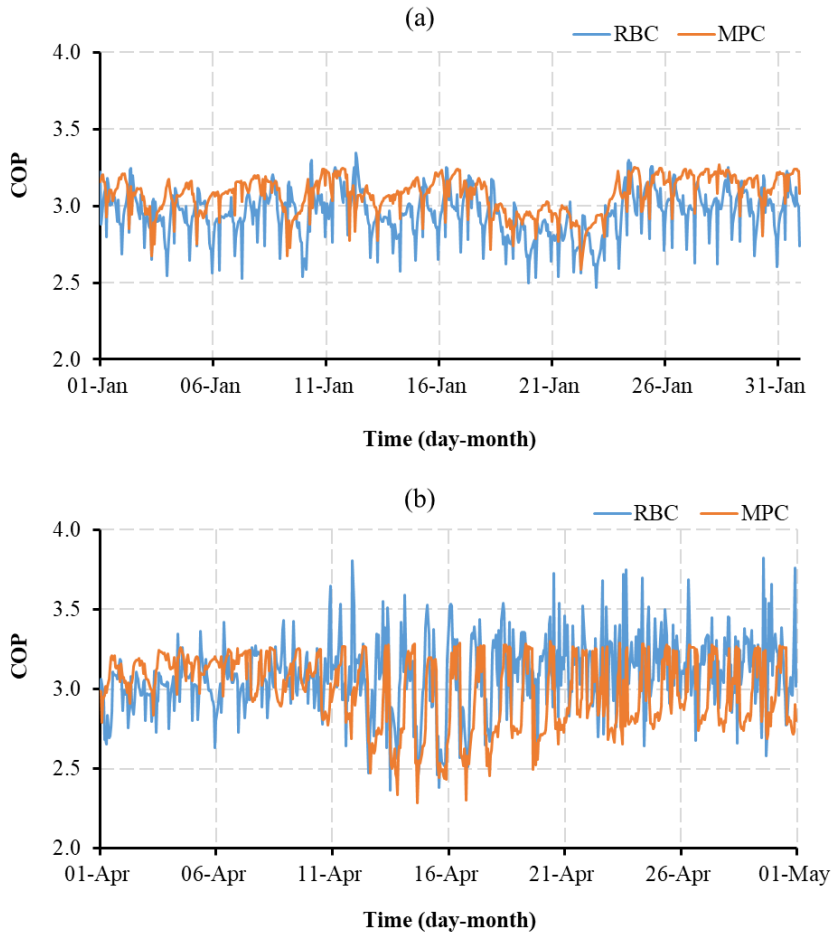 (a)
RBC MPC
4.0
3.5
3.0
2.5
2.0
COP
01-Jan 06-Jan 11-Jan 16-Jan 21-Jan 26-Jan 31-Jan
Time (day-month)
(b)
RBC MPC
4.0
3.5
3.0
2.5
2.0
COP
01-Apr 06-Apr 11-Apr 16-Apr 21-Apr 26-Apr 01-May
Time (day-month)